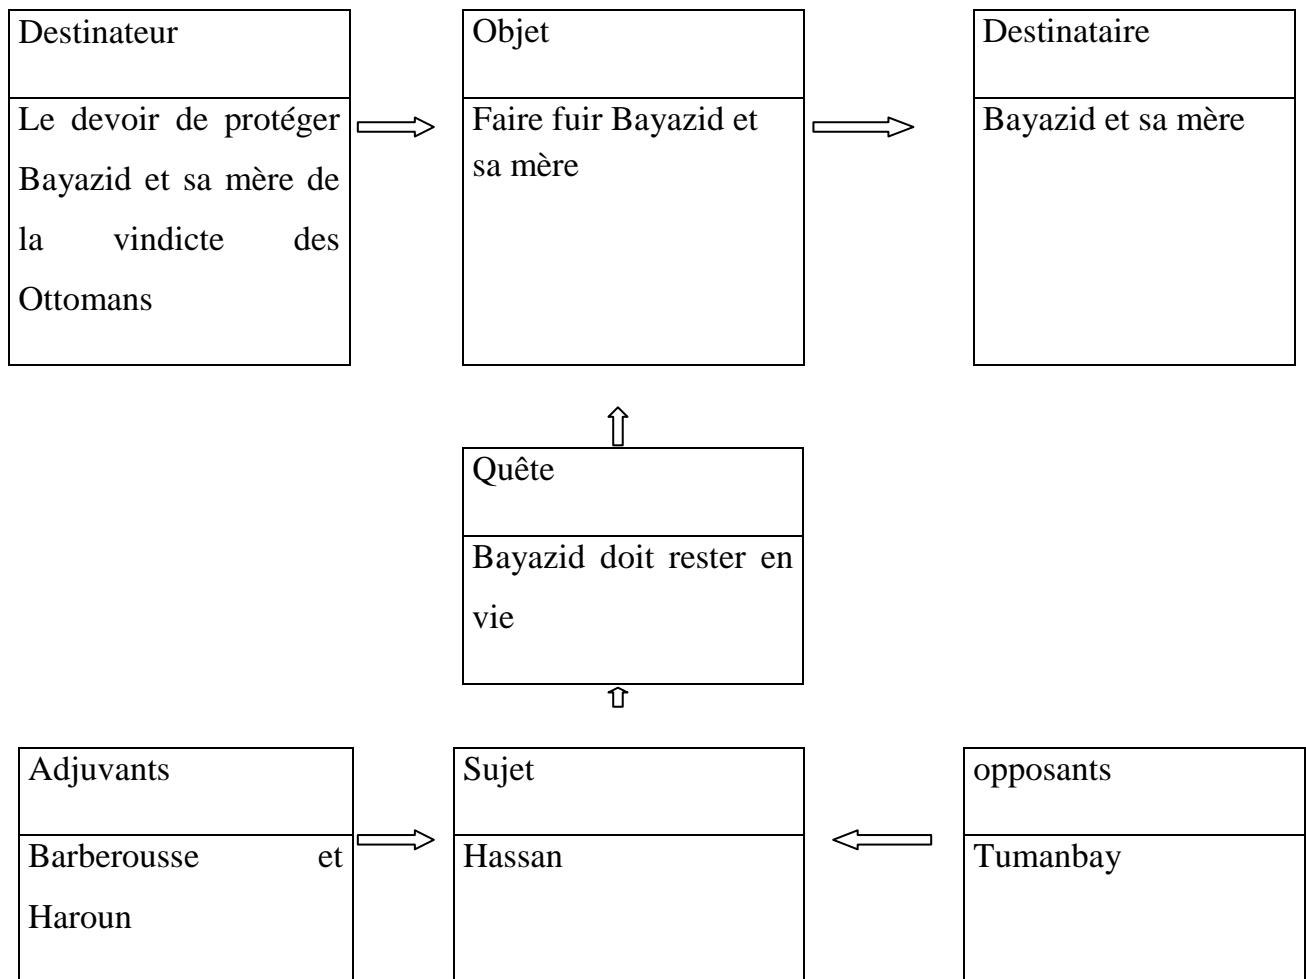 Destinateur
Le devoir de protéger
Bayazid et sa mère de
la vindicte des
Ottomans
Objet
Faire fuir Bayazid et
sa mère
Destinataire
Bayazid et sa mère
Quête
Bayazid doit rester en
vie
Adjuvants
Barberousse et
Haroun
Sujet
Hassan
opposants
Tumanbay